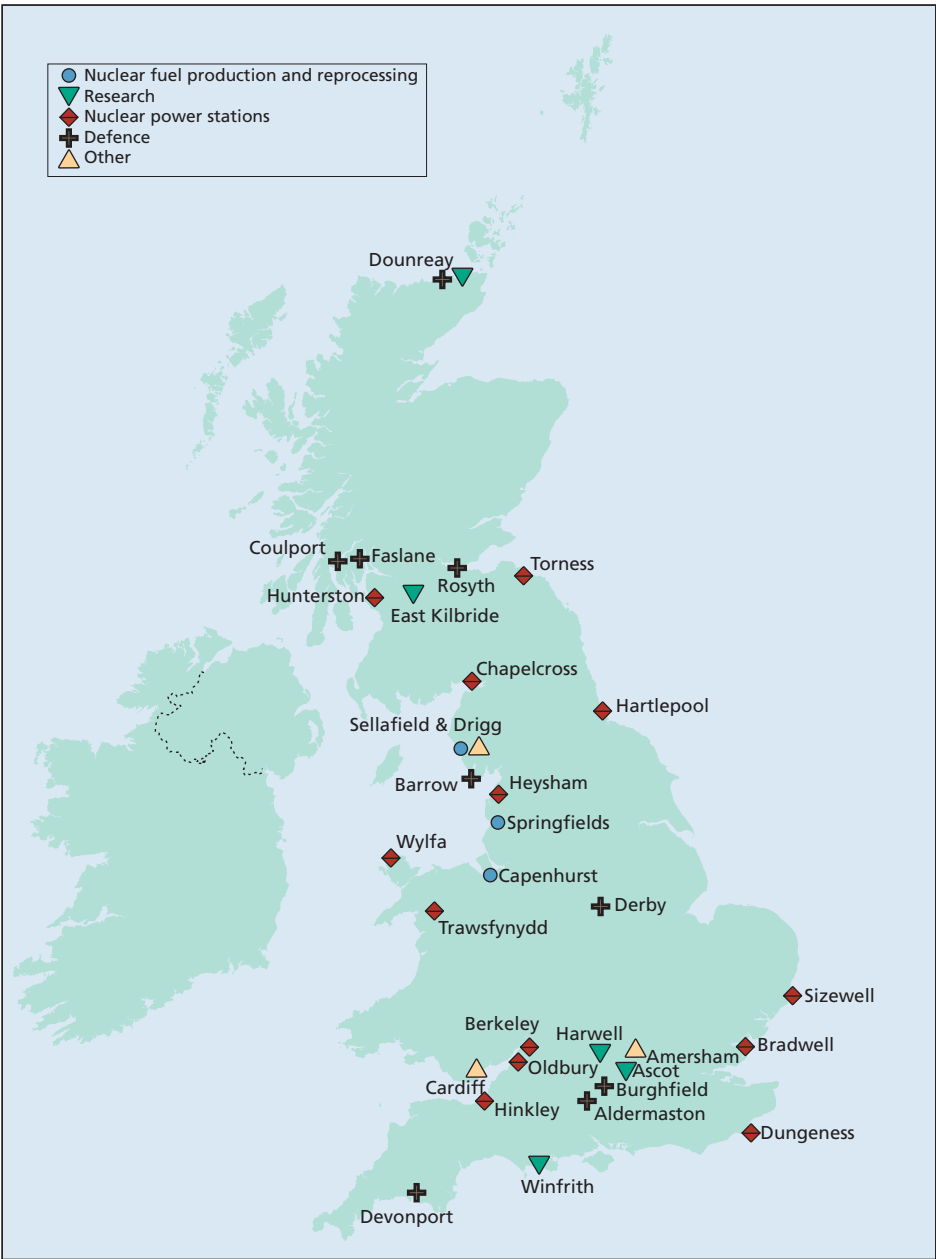 Nuclear fuel production and reprocessing
Research
Nuclear power stations
Defence
Other
Dounreay
Coulport
Faslane
Rosyth
Torness
Hunterston
East Kilbride
Chapelcross
Hartlepool
Sellafield & Drigg
Barrow
Heysham
Springfields
Wylfa
Capenhurst
Derby
Trawsfynydd
Sizewell
Berkeley
Harwell
Bradwell
Amersham
Oldbury
Ascot
Cardiff
Burghfield
Hinkley
Aldermaston
Dungeness
Winfrith
Devonport